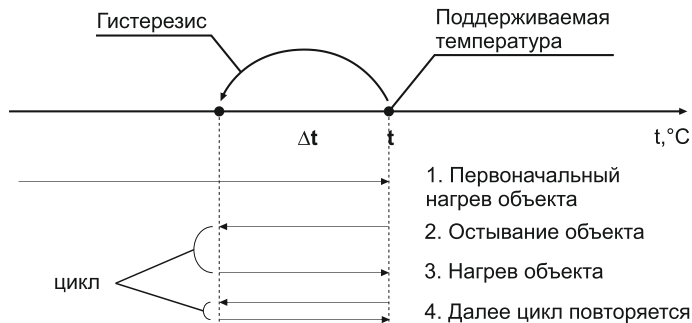 Гистерезис
Поддерживаемая
температура
Δt
t
t,°C
1. Первоначальный
нагрев объекта
2. Остывание объекта
3. Нагрев объекта
цикл
4. Далее цикл повторяется